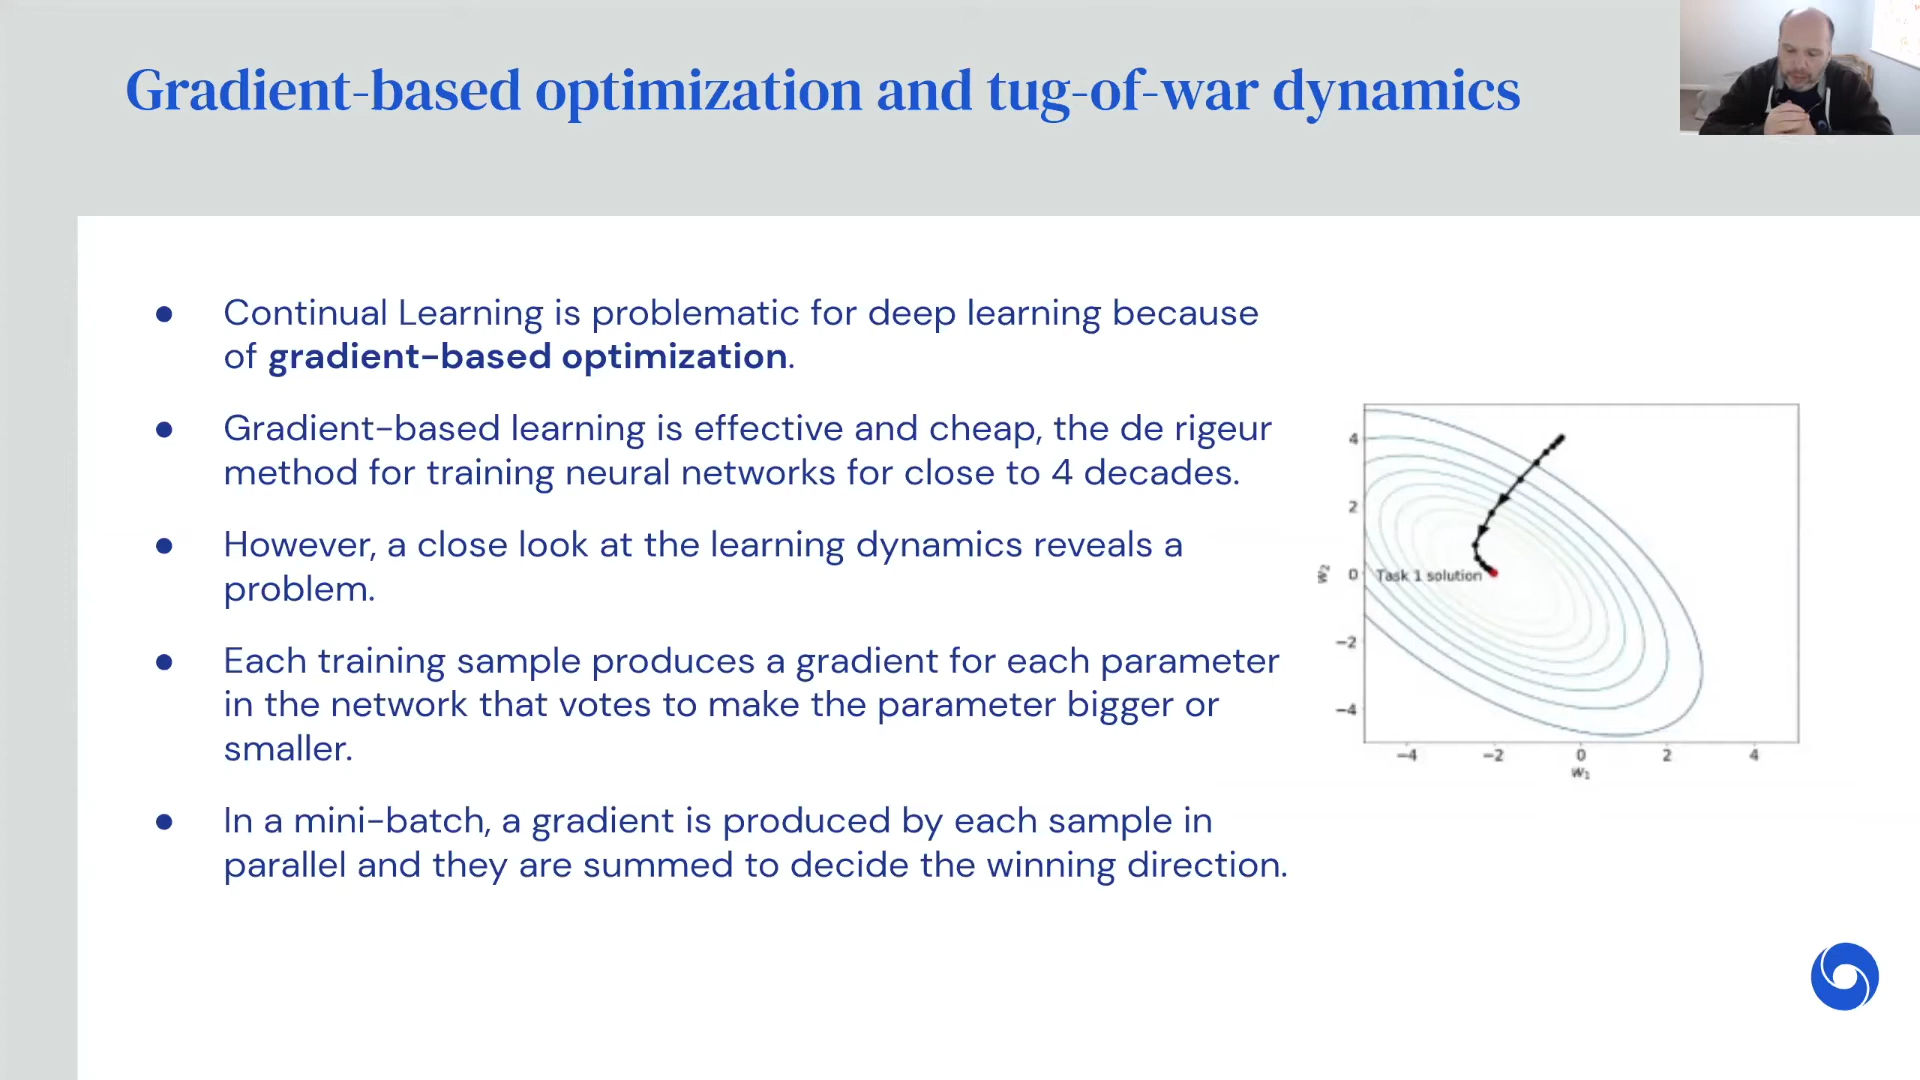 Gradient-based optimization and tug-of-war dynamics
● Continual Learning is problematic for deep learning because
of gradient-based optimization.
● Gradient-based learning is effective and cheap, the de rigeur
method for training neural networks for close to 4 decades.
● However, a close look at the learning dynamics reveals a
problem.
● Each training sample produces a gradient for each parameter
in the network that votes to make the parameter bigger or
smaller.
● In a mini-batch, a gradient is produced by each sample in
parallel and they are summed to decide the winning direction.
4
2
0
−2
−4
w₂
Task 1 solution
−4 −2 0 2 4
w₁